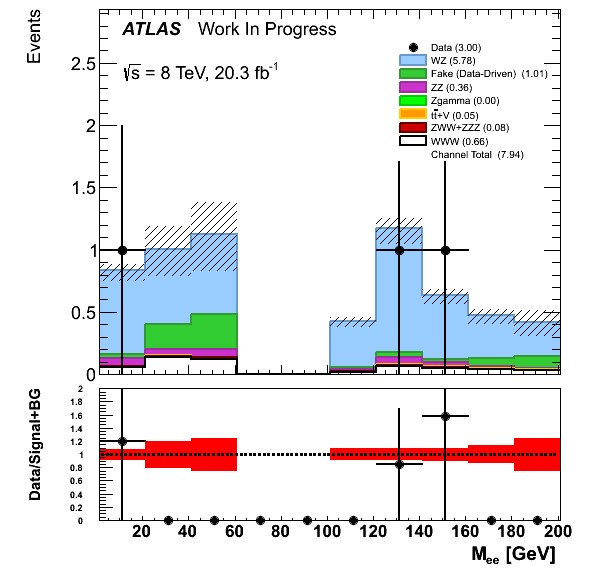 Events
ATLAS Work In Progress
√s = 8 TeV, 20.3 fb⁻¹
Data (3.00)
WZ (5.78)
Fake (Data-Driven) (1.01)
ZZ (0.36)
Zgamma (0.00)
tt̄+V (0.05)
ZWW+ZZZ (0.08)
WWW (0.66)
Channel Total (7.94)
2.5
2
1.5
1
0.5
0
Data/Signal+BG
2
1.8
1.6
1.4
1.2
1
0.8
0.6
0.4
0.2
0
20 40 60 80 100 120 140 160 180 200
M_ee [GeV]